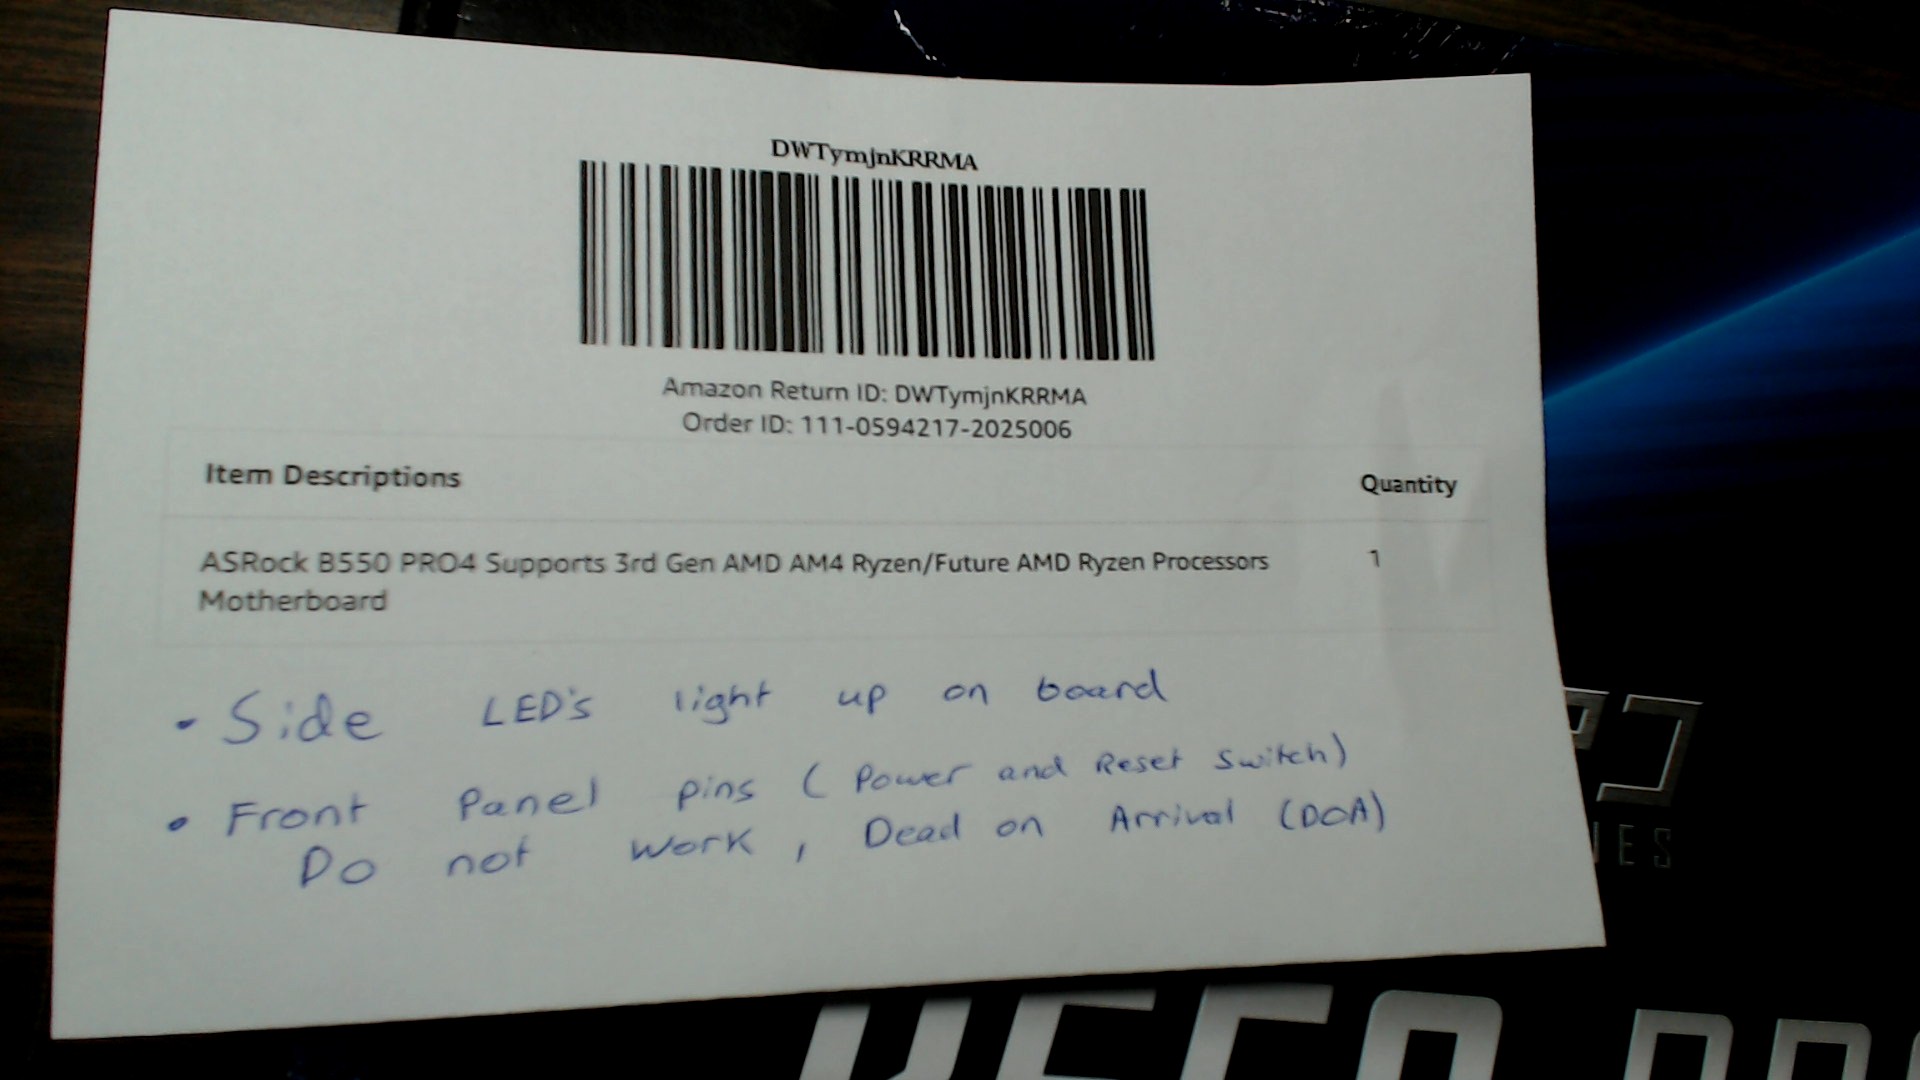 DWTymjnKRRMA
Amazon Return ID: DWTymjnKRRMA
Order ID: 111-0594217-2025006
Item Descriptions Quantity
ASRock B550 PRO4 Supports 3rd Gen AMD AM4 Ryzen/Future AMD Ryzen Processors 1
Motherboard
• Side LED's light up on board
• Front Panel pins (Power and Reset Switch)
Do not work, Dead on Arrival (DOA)